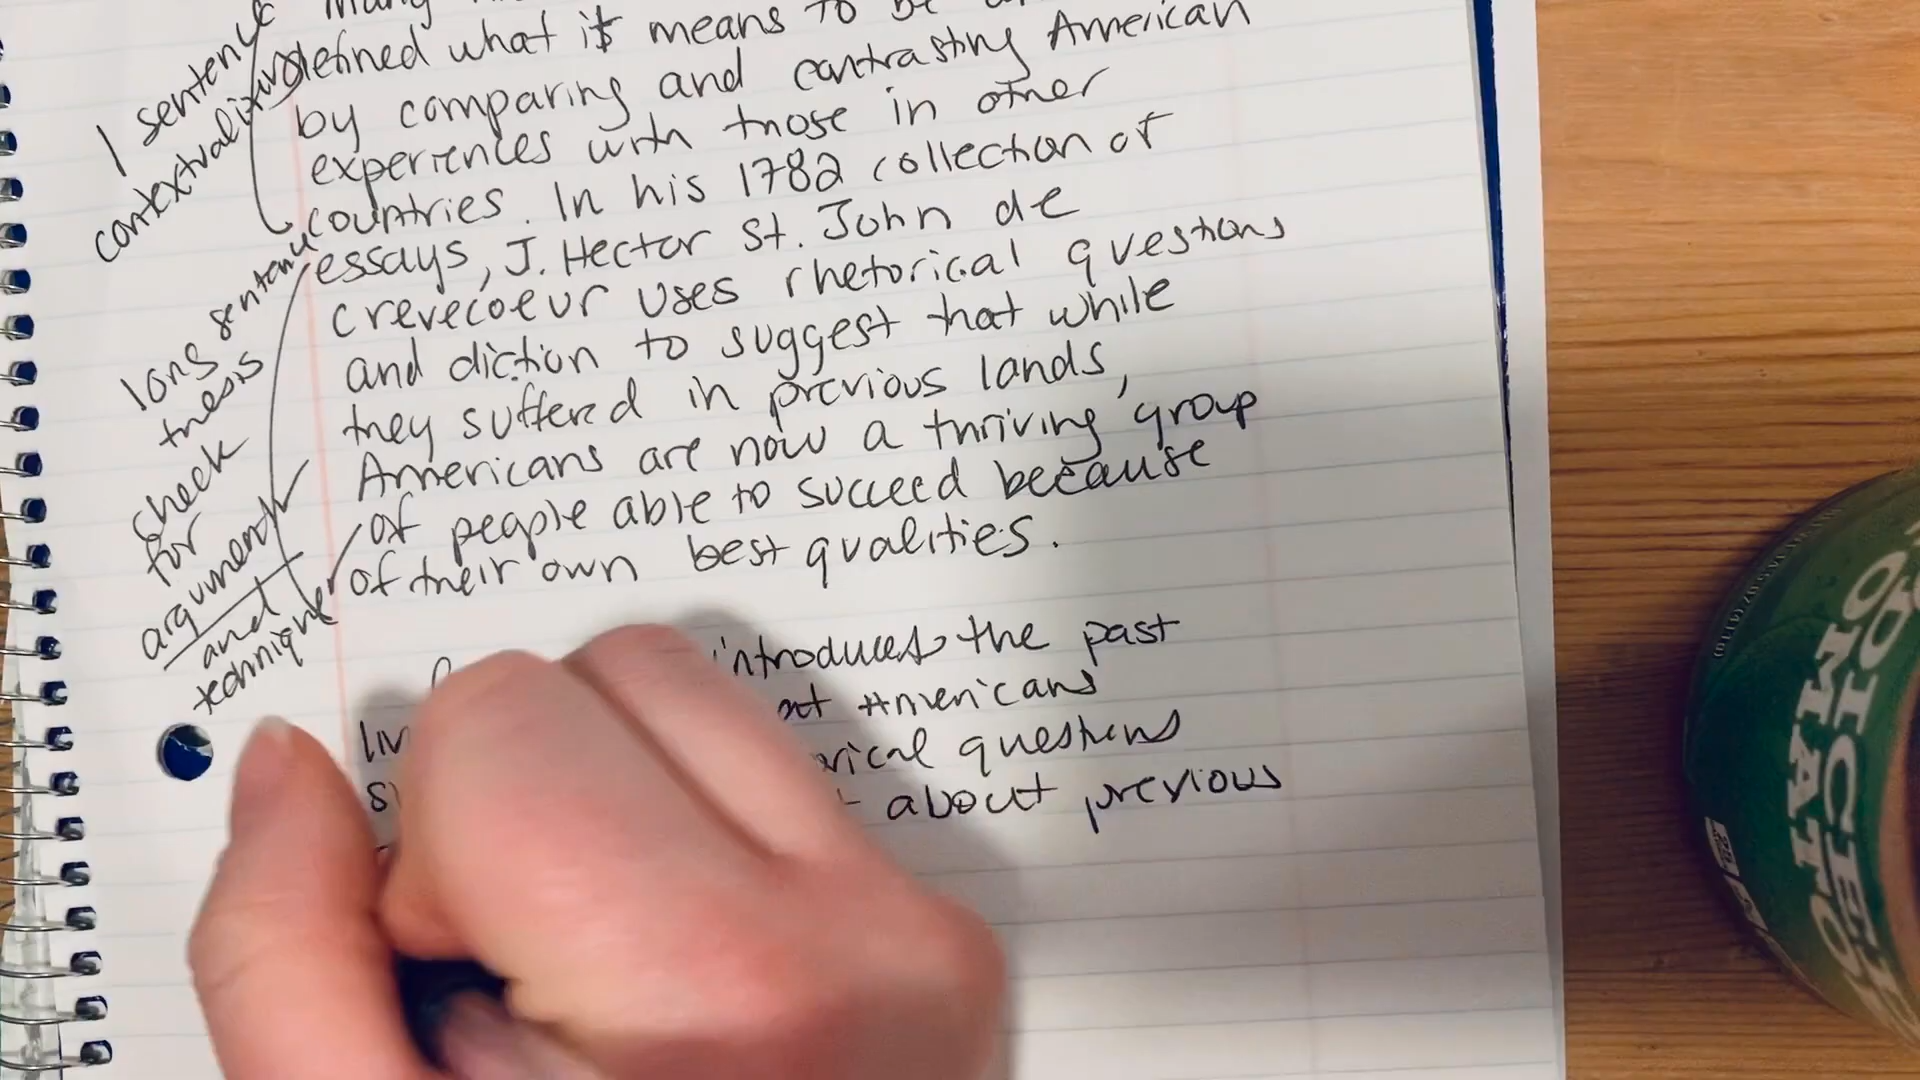 defined what it means to be
by comparing and contrasting American
experiences with those in other
countries. In his 1782 collection of
essays, J. Hector St. John de
crevecoeur uses rhetorical questions
and diction to suggest that while
they suffered in previous lands,
Americans are now a thriving group
of people able to succeed because
of their own best qualities.
introduces the past
Americans
questions
about previous
1 sentence
contextualizing
long sentence
thesis
check
for
argument
and
technique